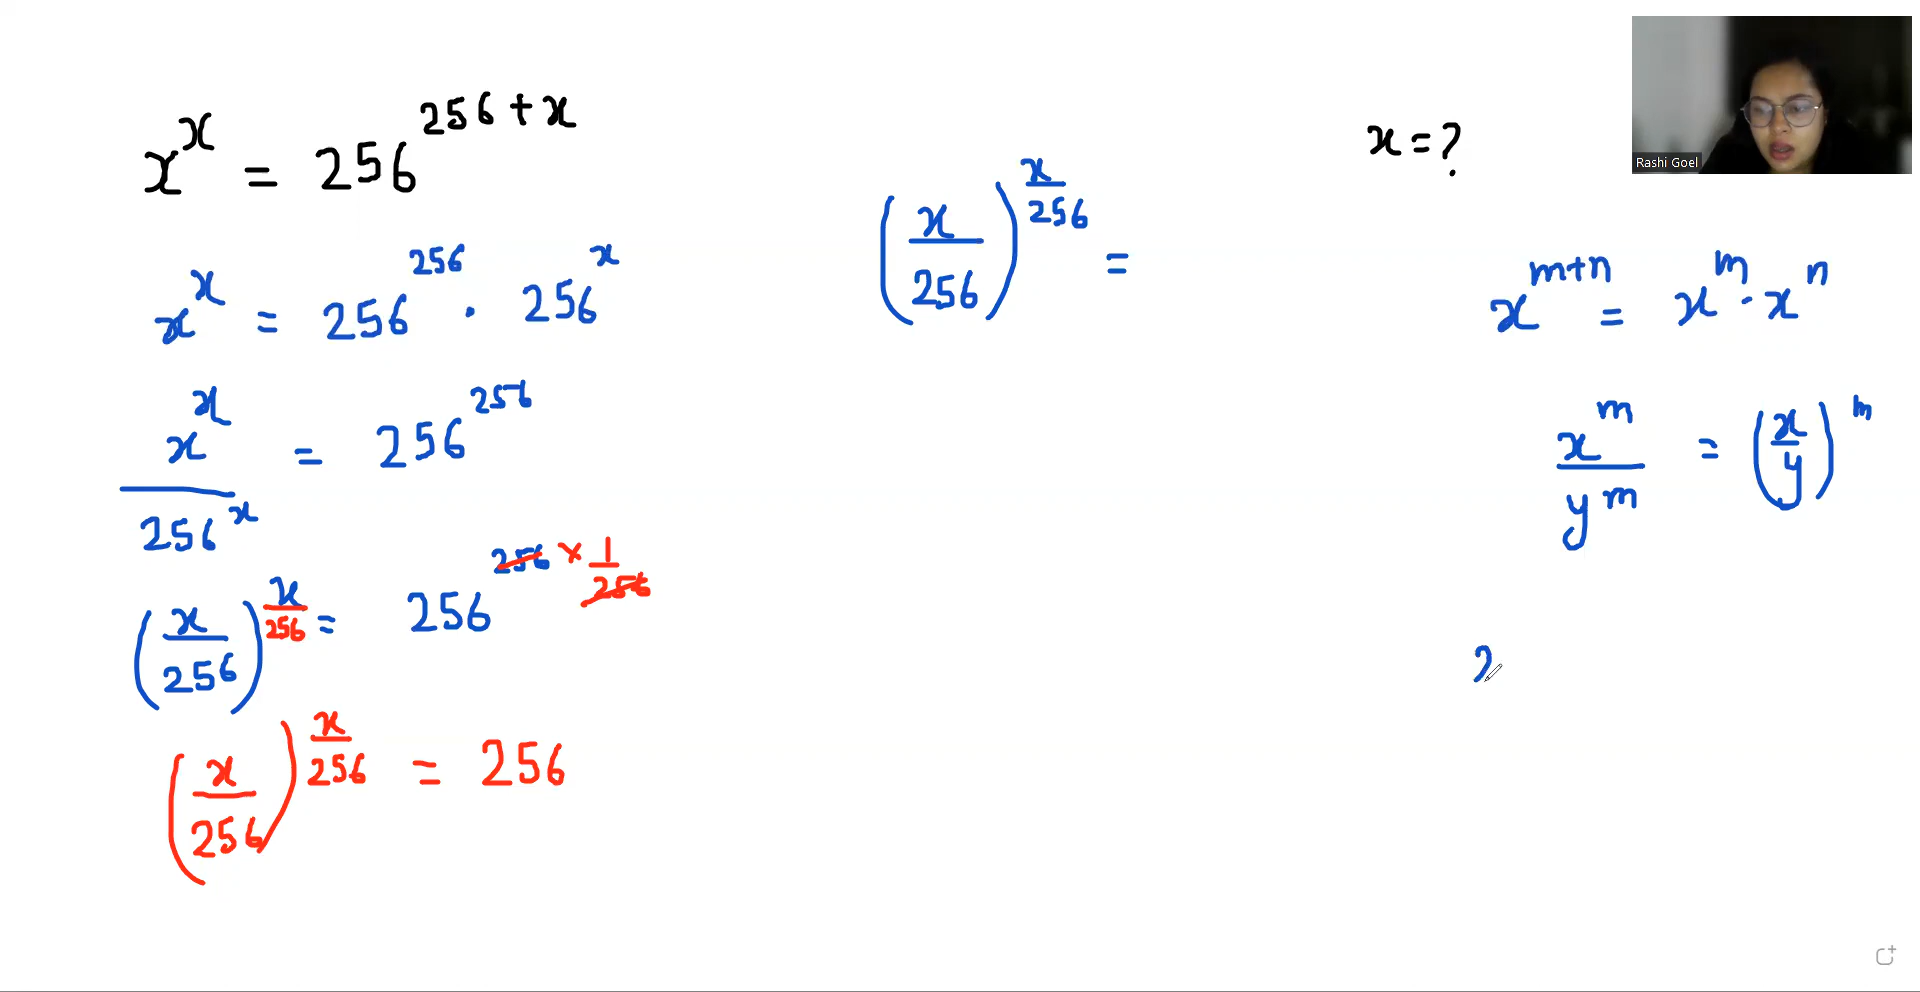 x^x = 256^(256+x)
x^x = 256^256 · 256^x
x^x / 256^x = 256^256
(x/256)^(x/256) = 256^(256 × 1/256)
(x/256)^(x/256) = 256
(x/256)^(x/256) =
x = ?
x^(m+n) = x^m · x^n
x^m / y^m = (x/y)^m
2
Rashi Goel